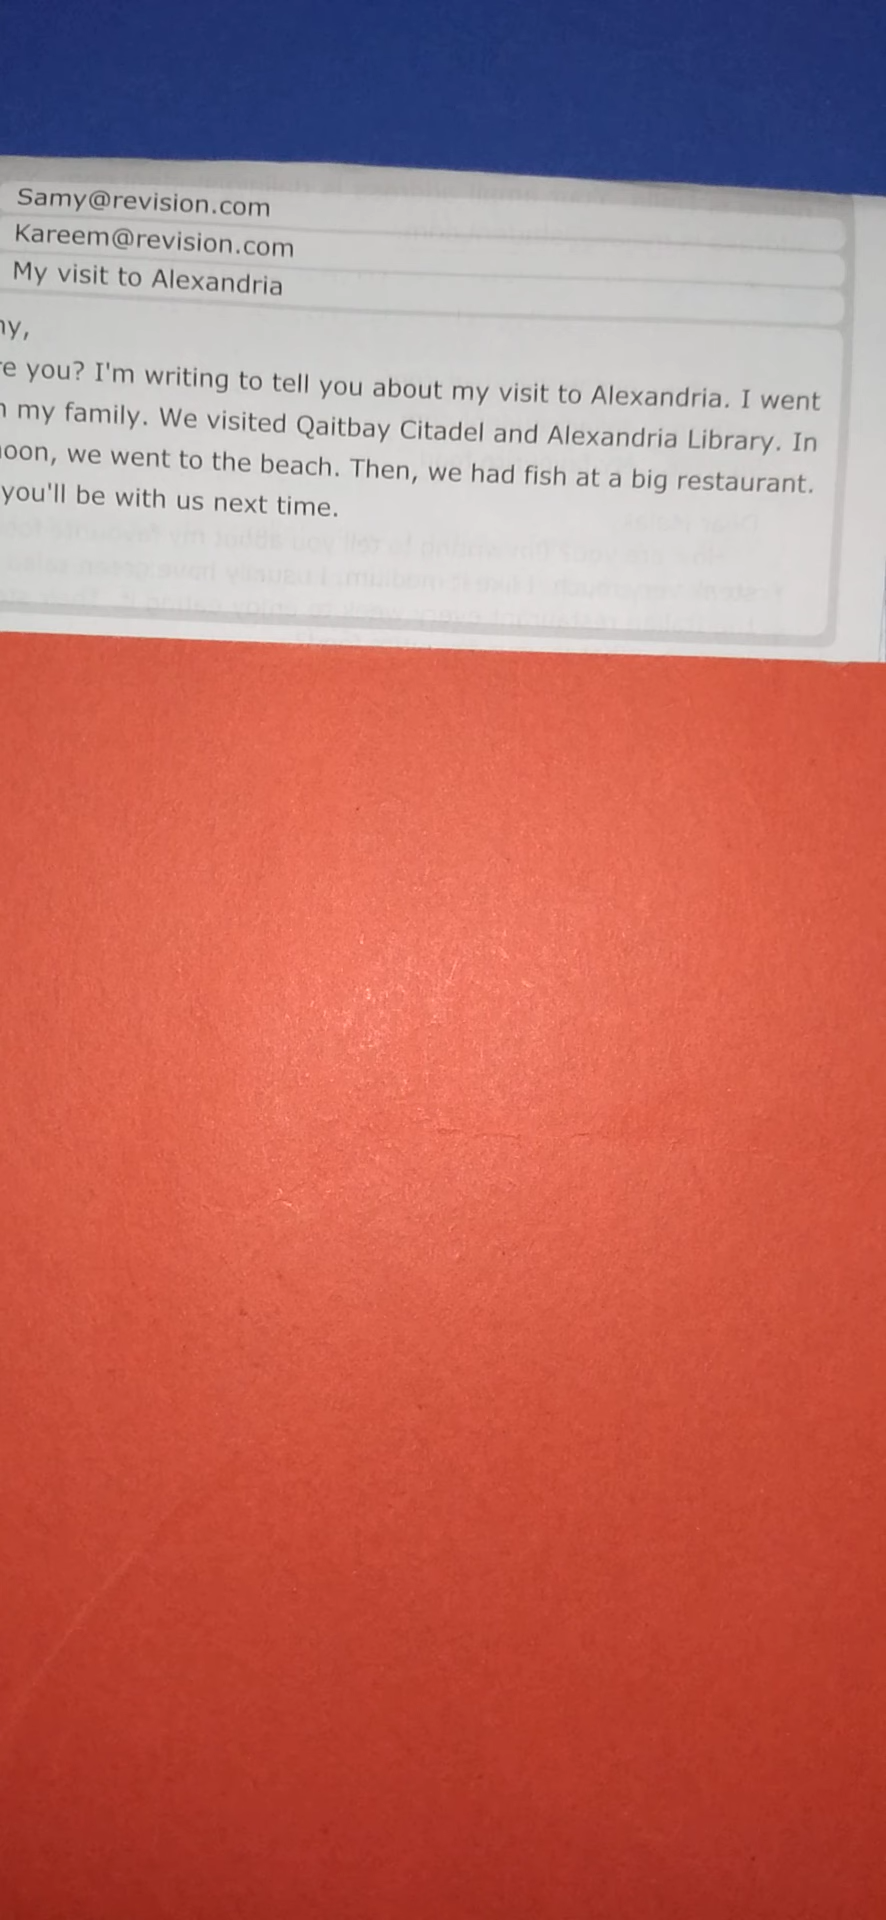 Samy@revision.com
Kareem@revision.com
My visit to Alexandria
you? I'm writing to tell you about my visit to Alexandria. I went
my family. We visited Qaitbay Citadel and Alexandria Library. In
we went to the beach. Then, we had fish at a big restaurant.
you'll be with us next time.